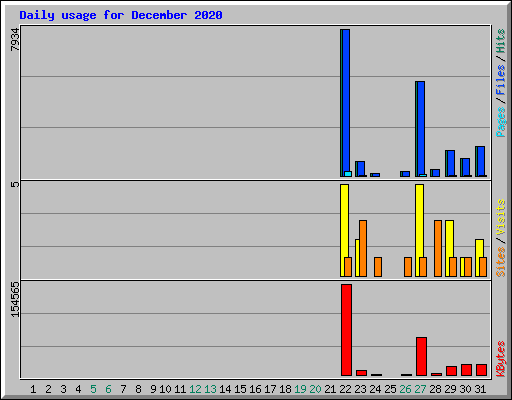 Daily usage for December 2020
7934
5
154565
Pages / Files / Hits
Sites / Visits
KBytes
1 2 3 4 5 6 7 8 9 10 11 12 13 14 15 16 17 18 19 20 21 22 23 24 25 26 27 28 29 30 31